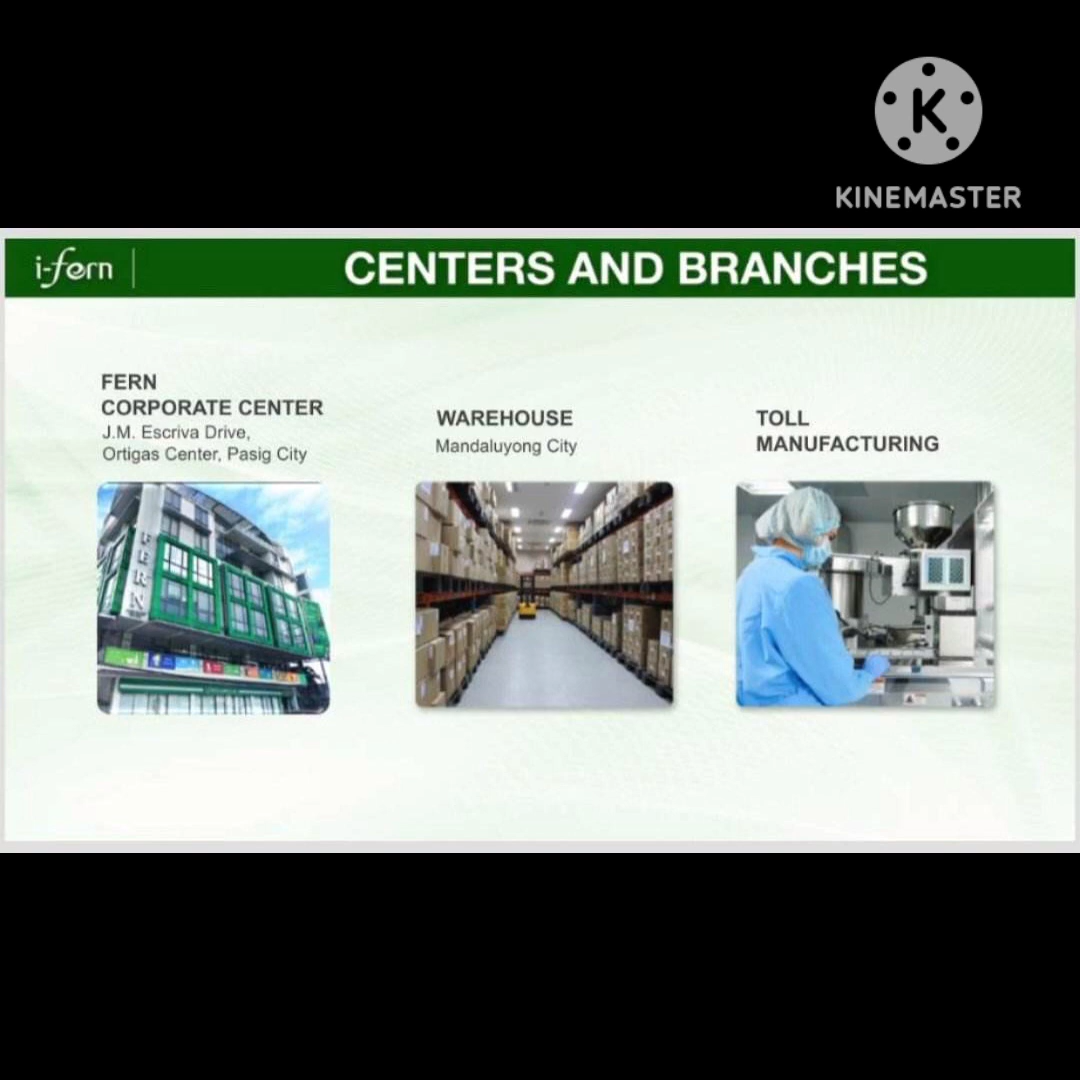 K
KINEMASTER
i-fern
CENTERS AND BRANCHES
FERN
CORPORATE CENTER
J.M. Escriva Drive,
Ortigas Center, Pasig City
WAREHOUSE
Mandaluyong City
TOLL
MANUFACTURING
FERN